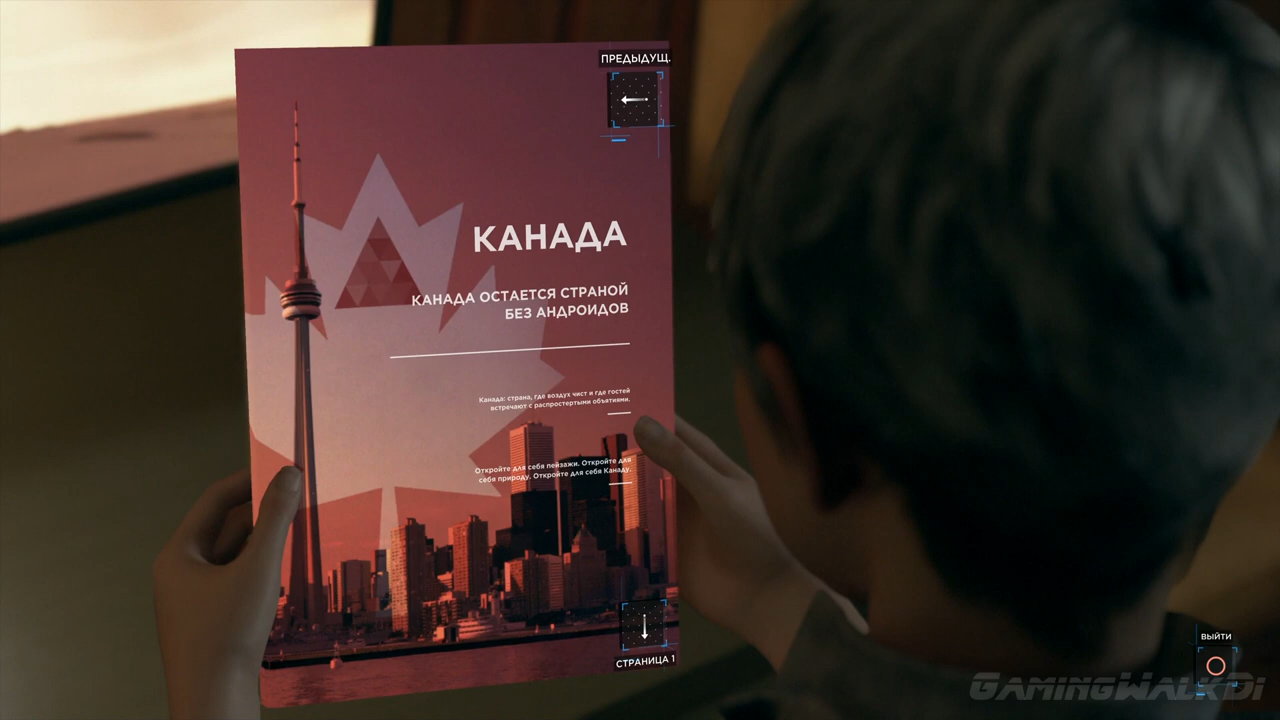 ПРЕДЫДУЩ.
КАНАДА
КАНАДА ОСТАЕТСЯ СТРАНОЙ
БЕЗ АНДРОИДОВ
Канада: страна, где воздух чист и где гостей
встречают с распростертыми объятиями.
Откройте для себя пейзажи. Откройте для
себя природу. Откройте для себя Канаду.
СТРАНИЦА 1
ВЫЙТИ
GamingWalkDi